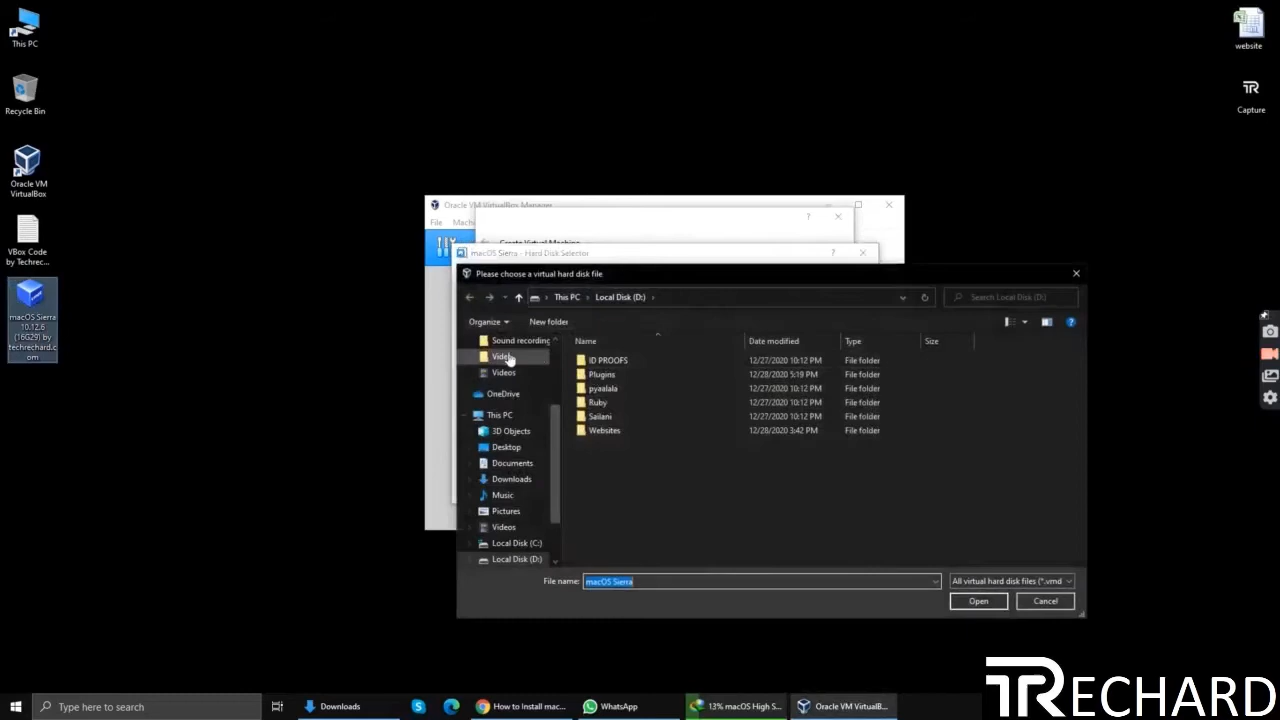 This PC
Recycle Bin
Oracle VM
VirtualBox
VBox Code
by Techrec...
macOS Sierra
10.12.6
(16G29) by
techrechard.c
om
website
TR
Capture
Oracle VM VirtualBox Manager
File Mach
?
Create Virtual Machine
macOS Sierra - Hard Disk Selector
?
Please choose a virtual hard disk file
This PC › Local Disk (D:) ›
Search Local Disk (D:)
Organize
New folder
Name Date modified Type Size
ID PROOFS 12/27/2020 10:12 PM File folder
Plugins 12/28/2020 5:19 PM File folder
pyaalala 12/27/2020 10:12 PM File folder
Ruby 12/27/2020 10:12 PM File folder
Sailani 12/27/2020 10:12 PM File folder
Websites 12/28/2020 3:42 PM File folder
Sound recording
Video
Videos
OneDrive
This PC
3D Objects
Desktop
Documents
Downloads
Music
Pictures
Videos
Local Disk (C:)
Local Disk (D:)
File name: macOS Sierra
All virtual hard disk files (*.vmd
Open
Cancel
Type here to search
Downloads
How to Install mac...
WhatsApp
13% macOS High S...
Oracle VM VirtualB...
TRECHARD